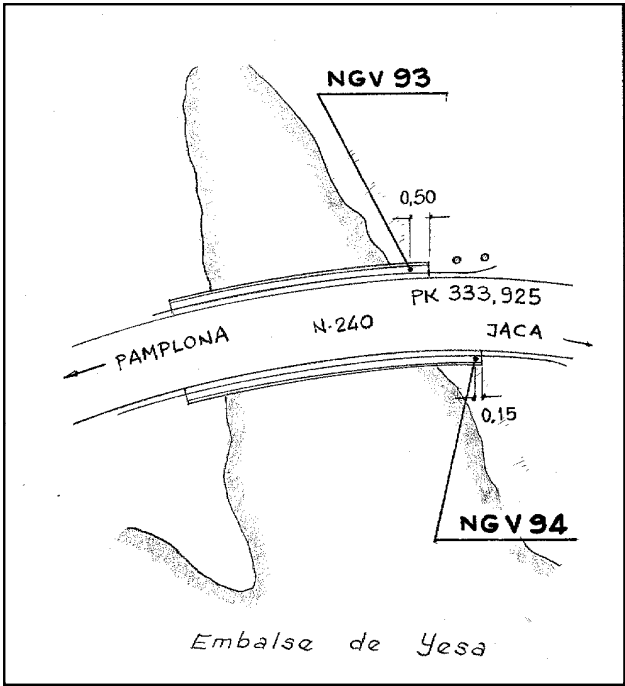 NGV 93
0,50
PK 333,925
N-240
JACA
PAMPLONA
0,15
NGV 94
Embalse de Yesa